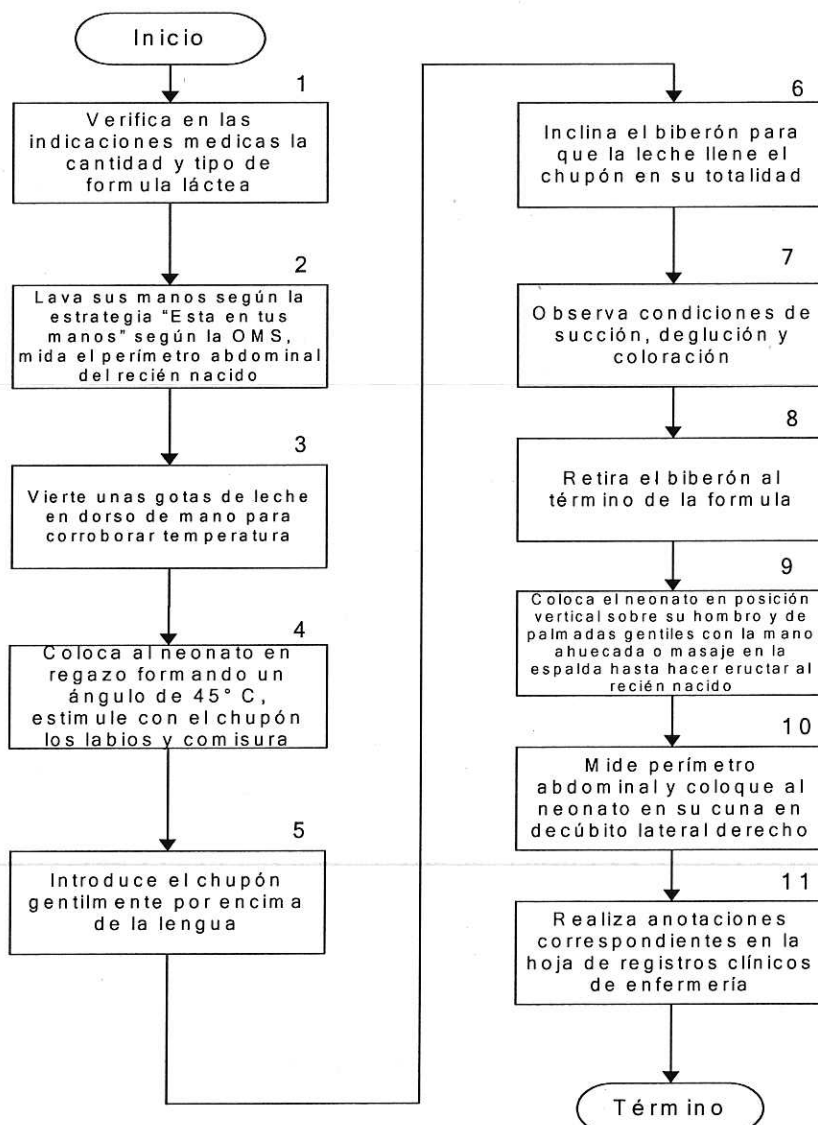 Inicio
1
Verifica en las
indicaciones medicas la
cantidad y tipo de
formula láctea
2
Lava sus manos según la
estrategia "Esta en tus
manos" según la OMS,
mida el perímetro abdominal
del recién nacido
3
Vierte unas gotas de leche
en dorso de mano para
corroborar temperatura
4
Coloca al neonato en
regazo formando un
ángulo de 45° C,
estimule con el chupón
los labios y comisura
5
Introduce el chupón
gentilmente por encima
de la lengua
6
Inclina el biberón para
que la leche llene el
chupón en su totalidad
7
Observa condiciones de
succión, deglución y
coloración
8
Retira el biberón al
término de la formula
9
Coloca el neonato en posición
vertical sobre su hombro y de
palmadas gentiles con la mano
ahuecada o masaje en la
espalda hasta hacer eructar al
recién nacido
10
Mide perímetro
abdominal y coloque al
neonato en su cuna en
decúbito lateral derecho
11
Realiza anotaciones
correspondientes en la
hoja de registros clínicos
de enfermería
Término